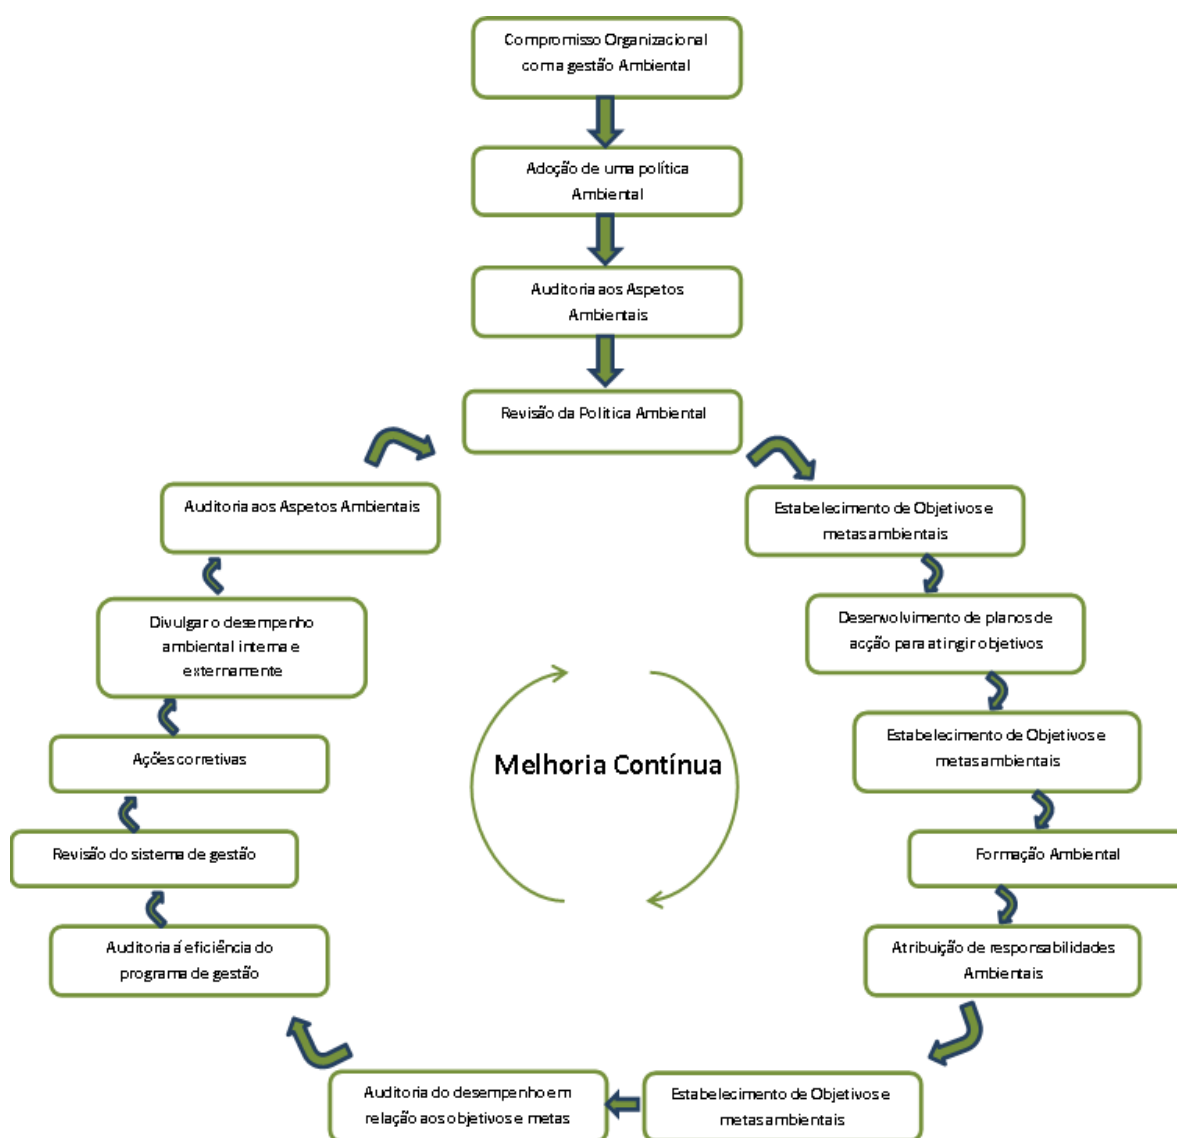 Compromisso Organizacional
com a gestão Ambiental
Adoção de uma política
Ambiental
Auditoria aos Aspetos
Ambientais
Revisão da Politica Ambiental
Estabelecimento de Objetivos e
metas ambientais
Desenvolvimento de planos de
acção para atingir objetivos
Estabelecimento de Objetivos e
metas ambientais
Formação Ambiental
Atribuição de responsabilidades
Ambientais
Estabelecimento de Objetivos e
metas ambientais
Auditoria do desempenho em
relação aos objetivos e metas
Auditoria á eficiência do
programa de gestão
Revisão do sistema de gestão
Ações corretivas
Divulgar o desempenho
ambiental interna e
externamente
Auditoria aos Aspetos Ambientais
Melhoria Contínua